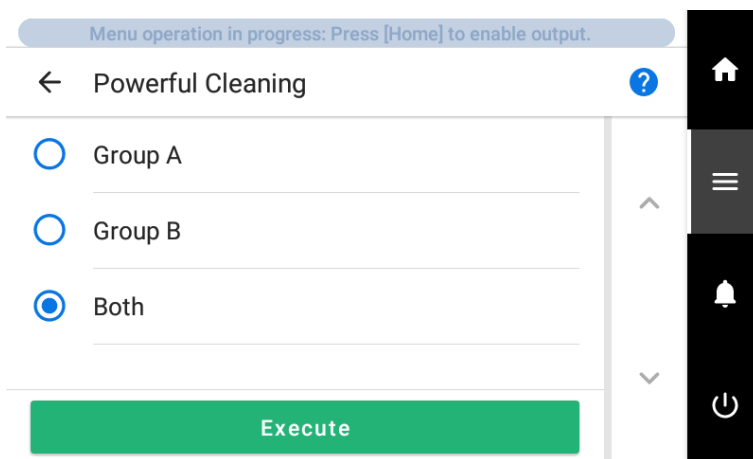 Menu operation in progress: Press [Home] to enable output.
Powerful Cleaning
?
Group A
Group B
Both
Execute